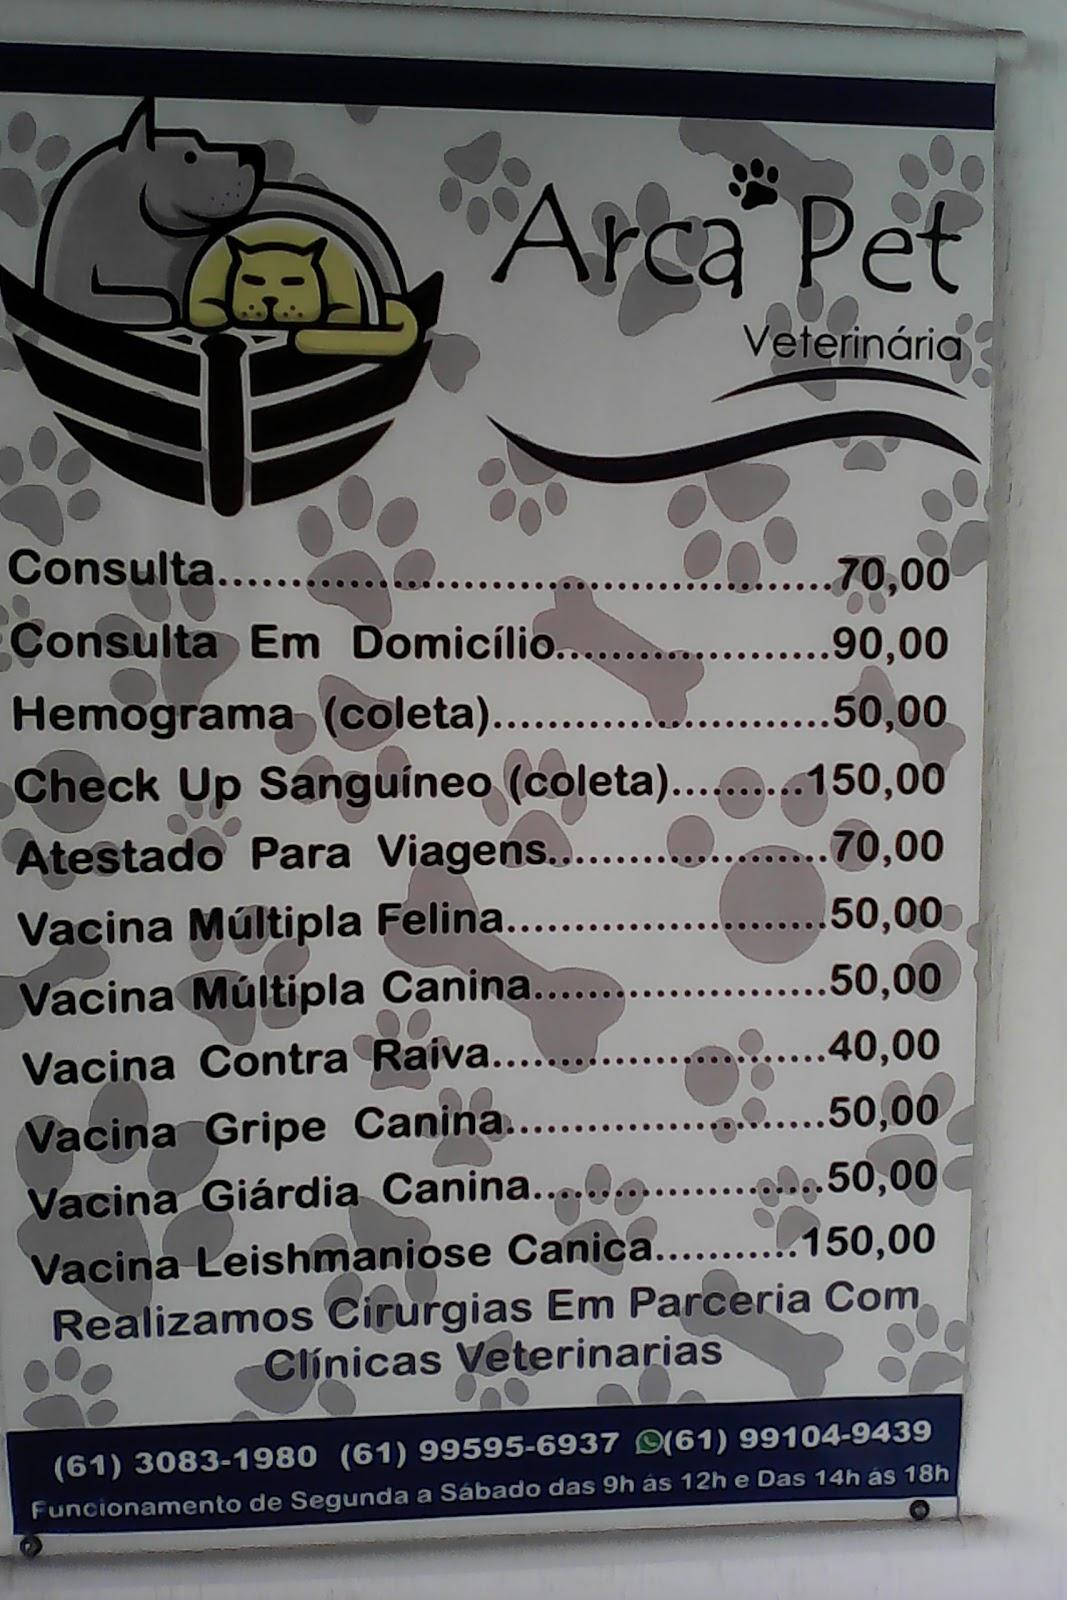 Arca Pet
Veterinária
Consulta..........................................70,00
Consulta Em Domicílio...................90,00
Hemograma (coleta).......................50,00
Check Up Sanguíneo (coleta)..........150,00
Atestado Para Viagens...................70,00
Vacina Múltipla Felina......................50,00
Vacina Múltipla Canina....................50,00
Vacina Contra Raiva.......................40,00
Vacina Gripe Canina......................50,00
Vacina Giárdia Canina....................50,00
Vacina Leishmaniose Canica..........150,00
Realizamos Cirurgias Em Parceria Com
Clínicas Veterinarias
(61) 3083-1980 (61) 99595-6937 (61) 99104-9439
Funcionamento de Segunda a Sábado das 9h ás 12h e Das 14h ás 18h